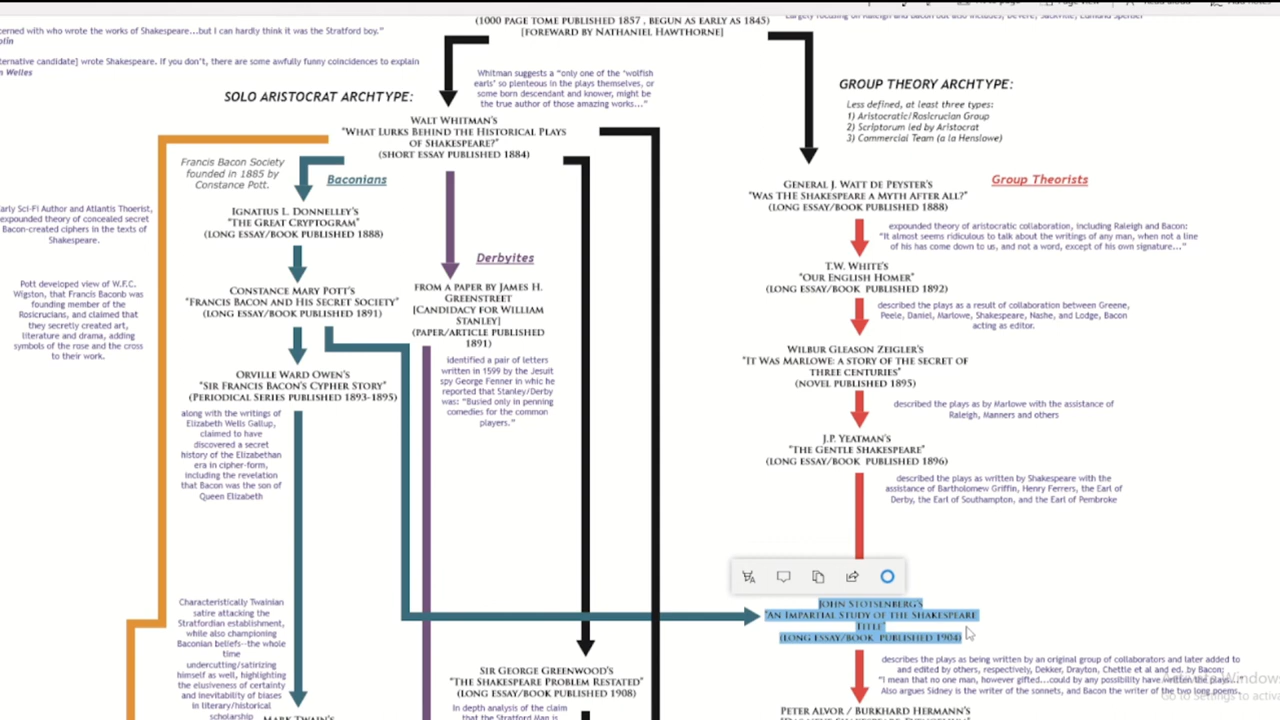 (1000 PAGE TOME PUBLISHED 1857 , BEGUN AS EARLY AS 1845)
[FOREWARD BY NATHANIEL HAWTHORNE]
cerned with who wrote the works of Shakespeare...but I can hardly think it was the Stratford boy."
ternative candidate] wrote Shakespeare. If you don't, there are some awfully funny coincidences to explain
n Welles
Whitman suggests a "only one of the 'wolfish
earls' so plenteous in the plays themselves, or
some born descendant and knower, might be
the true author of those amazing works..."
SOLO ARISTOCRAT ARCHTYPE:
GROUP THEORY ARCHTYPE:
Less defined, at least three types:
1) Aristocratic/Rosicrucian Group
2) Scriptorum led by Aristocrat
3) Commercial Team (a la Henslowe)
WALT WHITMAN'S
"WHAT LURKS BEHIND THE HISTORICAL PLAYS
OF SHAKESPEARE?"
(SHORT ESSAY PUBLISHED 1884)
Francis Bacon Society
founded in 1885 by
Constance Pott.
Baconians
IGNATIUS L. DONNELLEY'S
"THE GREAT CRYPTOGRAM"
(LONG ESSAY/BOOK PUBLISHED 1888)
arly Sci-Fi Author and Atlantis Thoerist,
expounded theory of concealed secret
Bacon-created ciphers in the texts of
Shakespeare.
Derbyites
Pott developed view of W.F.C.
Wigston, that Francis Baconb was
founding member of the
Rosicrucians, and claimed that
they secretly created art,
literature and drama, adding
symbols of the rose and the cross
to their work.
CONSTANCE MARY POTT'S
"FRANCIS BACON AND HIS SECRET SOCIETY"
(LONG ESSAY/BOOK PUBLISHED 1891)
FROM A PAPER BY JAMES H.
GREENSTREET
[CANDIDACY FOR WILLIAM
STANLEY]
(PAPER/ARTICLE PUBLISHED
1891)
identified a pair of letters
written in 1599 by the Jesuit
spy George Fenner in whic he
reported that Stanley/Derby
was: "Busied only in penning
comedies for the common
players."
ORVILLE WARD OWEN'S
"SIR FRANCIS BACON'S CYPHER STORY"
(PERIODICAL SERIES PUBLISHED 1893-1895)
along with the writings of
Elizabeth Wells Gallup,
claimed to have
discovered a secret
history of the Elizabethan
era in cipher-form,
including the revelation
that Bacon was the son of
Queen Elizabeth
Characteristically Twainian
satire attacking the
Stratfordian establishment,
while also championing
Baconian beliefs--the whole
time
undercutting/satirizing
himself as well, highlighting
the elusiveness of certainty
and inevitability of biases
in literary/historical
scholarship
MARK TWAIN'S
SIR GEORGE GREENWOOD'S
"THE SHAKESPEARE PROBLEM RESTATED"
(LONG ESSAY/BOOK PUBLISHED 1908)
In depth analysis of the claim
that the Stratford Man is
GENERAL J. WATT DE PEYSTER'S
"WAS THE SHAKESPEARE A MYTH AFTER ALL?"
(LONG ESSAY/BOOK PUBLISHED 1888)
Group Theorists
expounded theory of aristocratic collaboration, including Raleigh and Bacon:
"It almost seems ridiculous to talk about the writings of any man, when not a line
of his has come down to us, and not a word, except of his own signature..."
T.W. WHITE'S
"OUR ENGLISH HOMER"
(LONG ESSAY/BOOK PUBLISHED 1892)
described the plays as a result of collaboration between Greene,
Peele, Daniel, Marlowe, Shakespeare, Nashe, and Lodge, Bacon
acting as editor.
WILBUR GLEASON ZEIGLER'S
"IT WAS MARLOWE: A STORY OF THE SECRET OF
THREE CENTURIES"
(NOVEL PUBLISHED 1895)
described the plays as by Marlowe with the assistance of
Raleigh, Manners and others
J.P. YEATMAN'S
"THE GENTLE SHAKESPEARE"
(LONG ESSAY/BOOK PUBLISHED 1896)
described the plays as written by Shakespeare with the
assistance of Bartholomew Griffin, Henry Ferrers, the Earl of
Derby, the Earl of Southampton, and the Earl of Pembroke
JOHN STOTSENBERG'S
"AN IMPARTIAL STUDY OF THE SHAKESPEARE
TITLE"
(LONG ESSAY/BOOK PUBLISHED 1904)
describes the plays as being written by an original group of collaborators and later added to
and edited by others, respectively, Dekker, Drayton, Chettle et al and ed. by Bacon;
"I mean that no one man, however gifted...could by any possibility have written the plays..."
Also argues Sidney is the writer of the sonnets, and Bacon the writer of the two long poems.
PETER ALVOR / BURKHARD HERMANN'S